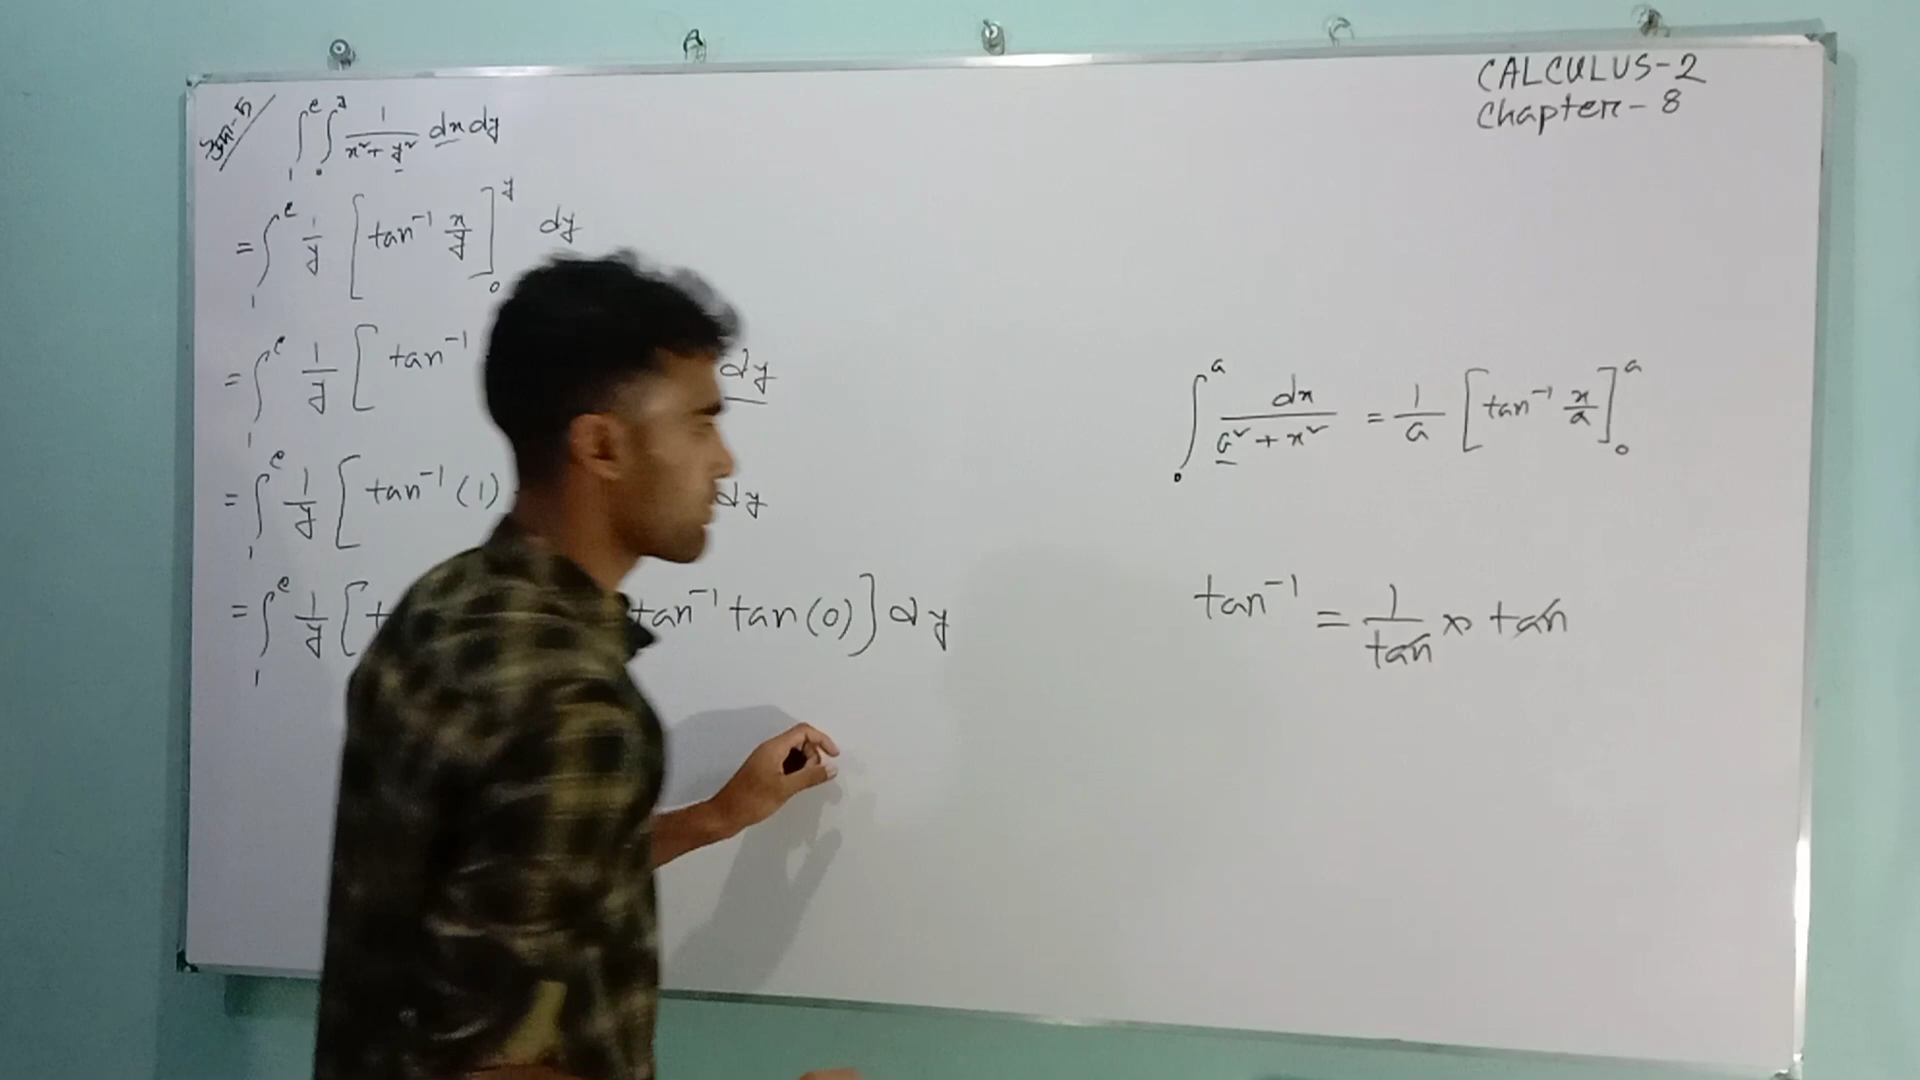 CALCULUS-2
Chapter-8
∫₁^e ∫₀^y 1/(x²+y²) dx dy
= ∫₁^e 1/y [tan⁻¹ x/y]₀^y dy
= ∫₁^e 1/y [ tan⁻¹ dy
= ∫₁^e 1/y [ tan⁻¹ (1) dy
= ∫₁^e 1/y [ t tan⁻¹ tan (0) ] dy
∫₀^a dx/(a²+x²) = 1/a [tan⁻¹ x/a]₀^a
tan⁻¹ = 1/tan × tan